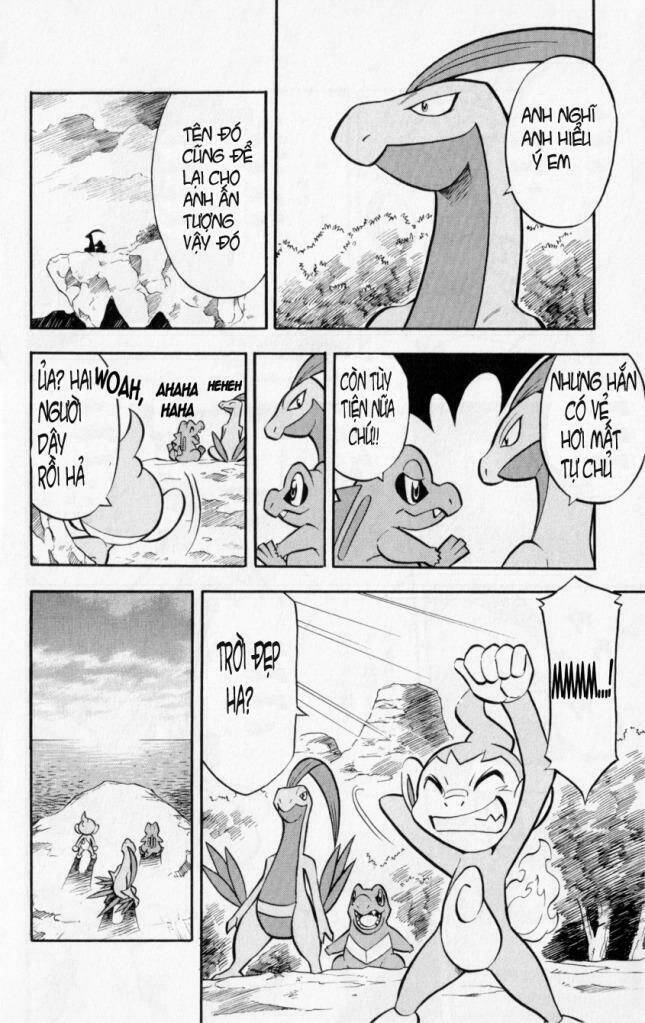 ANH NGHĨ
ANH HIỂU
Ý EM
TÊN ĐÓ
CŨNG ĐỂ
LẠI CHO
ANH ẤN
TƯỢNG
VẬY ĐÓ
NHƯNG HẮN
CÓ VẺ
HƠI MẤT
TỰ CHỦ
CÒN TÙY
TIỆN NỮA
CHỨ!!
HEHEH
AHAHA
HAHA
WOAH,
ỦA? HAI
NGƯỜI
DẬY
RỒI HẢ
MMMM...!
TRỜI ĐẸP
HA?